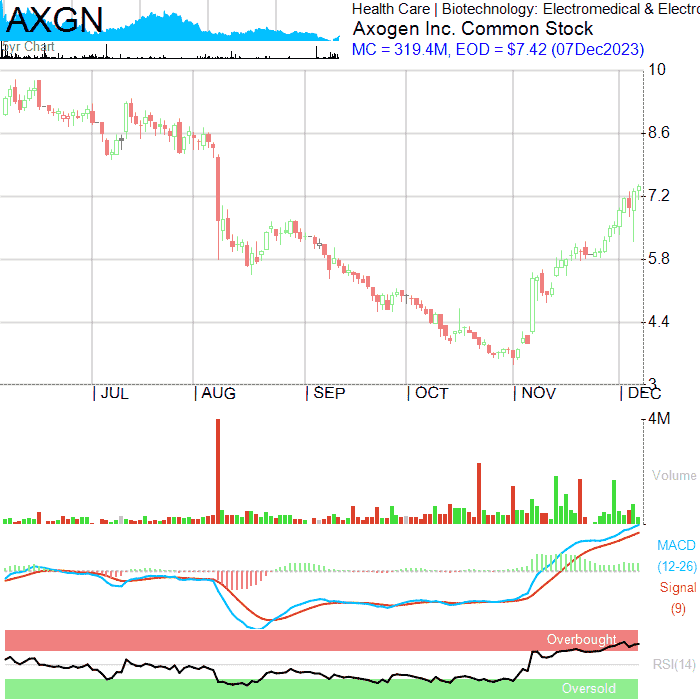 AXGN
5yr Chart
Health Care | Biotechnology: Electromedical & Electro
Axogen Inc. Common Stock
MC = 319.4M, EOD = $7.42 (07Dec2023)
10
8.6
7.2
5.8
4.4
3
JUL
AUG
SEP
OCT
NOV
DEC
4M
Volume
MACD
(12-26)
Signal
(9)
Overbought
RSI(14)
Oversold